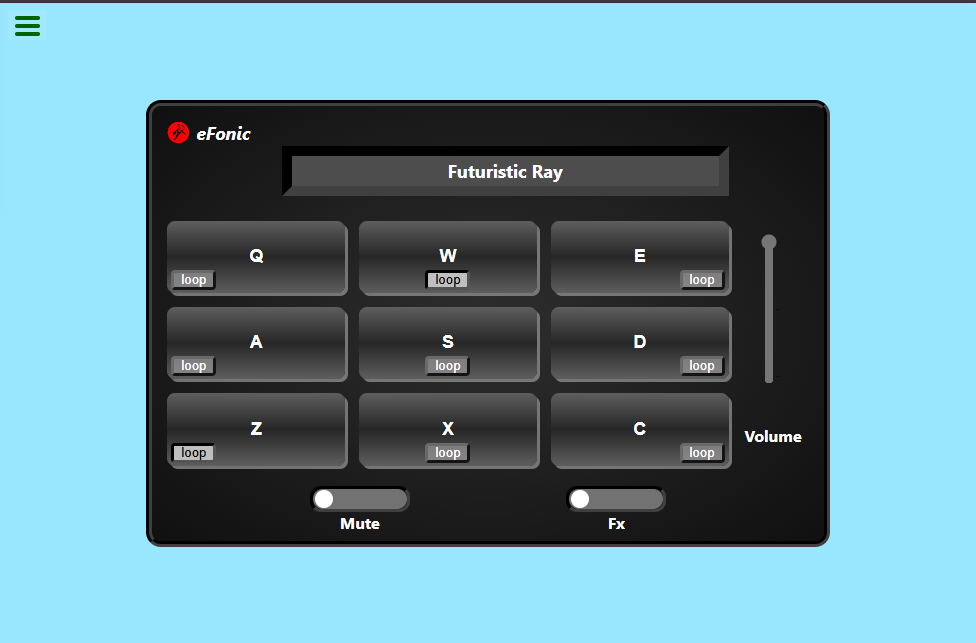 eFonic
Futuristic Ray
Q
loop
W
loop
E
loop
A
loop
S
loop
D
loop
Z
loop
X
loop
C
loop
Volume
Mute
Fx